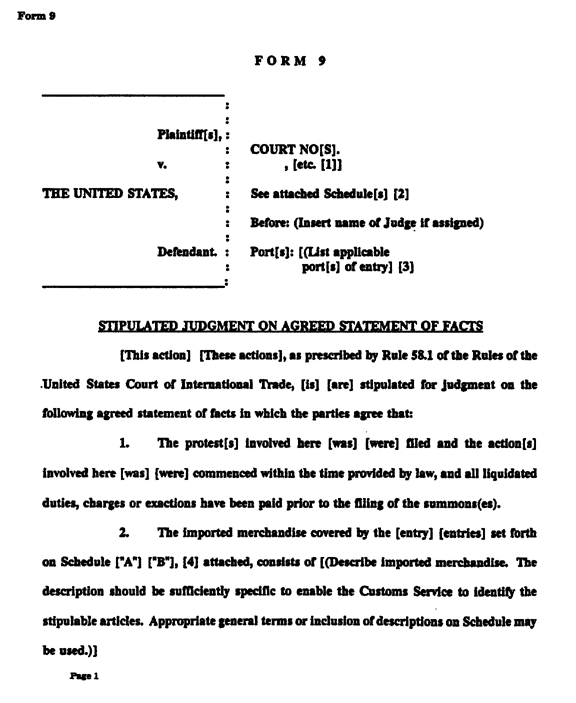 Form 9
FORM 9
:
:
Plaintiff[s], :
: COURT NO[S].
v. : , [etc. [1]]
:
THE UNITED STATES, : See attached Schedule[s] [2]
:
: Before: (Insert name of Judge if assigned)
:
Defendant. : Port[s]: [(List applicable
: port[s] of entry] [3]
:
STIPULATED JUDGMENT ON AGREED STATEMENT OF FACTS
[This action] [These actions], as prescribed by Rule 58.1 of the Rules of the
United States Court of International Trade, [is] [are] stipulated for judgment on the
following agreed statement of facts in which the parties agree that:
1. The protest[s] involved here [was] [were] filed and the action[s]
involved here [was] [were] commenced within the time provided by law, and all liquidated
duties, charges or exactions have been paid prior to the filing of the summons(es).
2. The imported merchandise covered by the [entry] [entries] set forth
on Schedule ["A"] ["B"], [4] attached, consists of [(Describe imported merchandise. The
description should be sufficiently specific to enable the Customs Service to identify the
stipulable articles. Appropriate general terms or inclusion of descriptions on Schedule may
be used.)]
Page 1